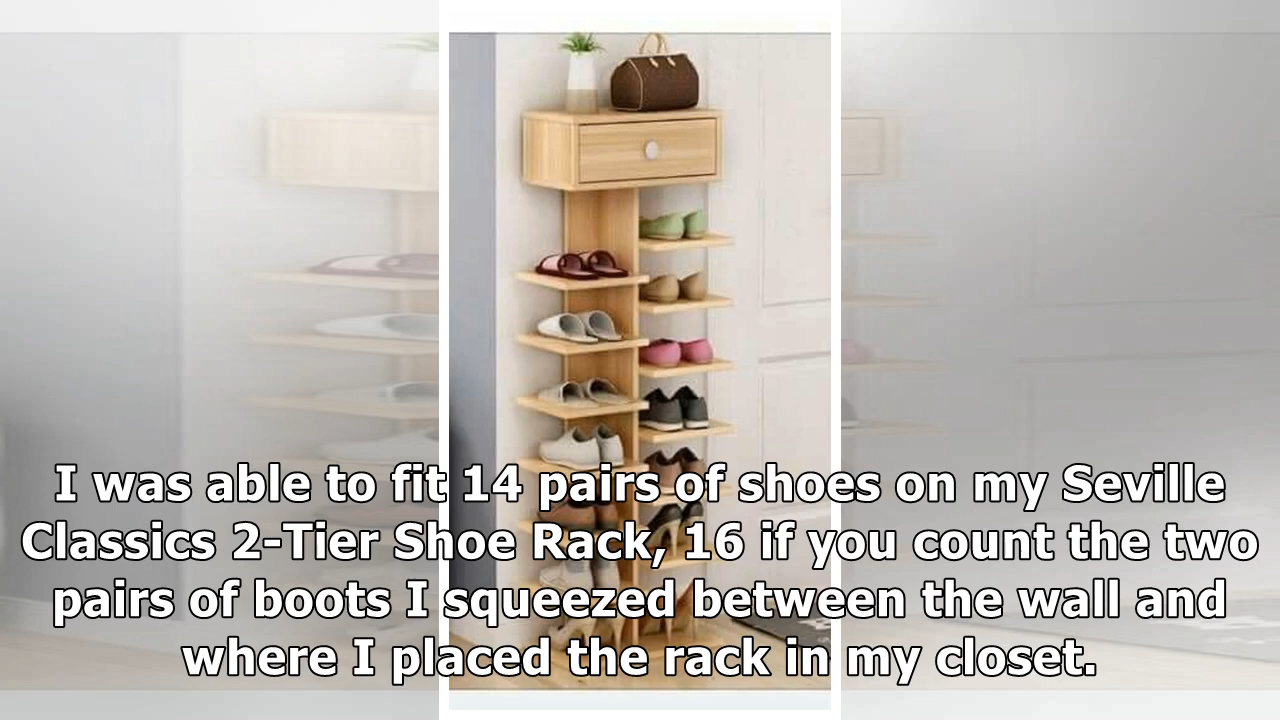 I was able to fit 14 pairs of shoes on my Seville
Classics 2-Tier Shoe Rack, 16 if you count the two
pairs of boots I squeezed between the wall and
where I placed the rack in my closet.